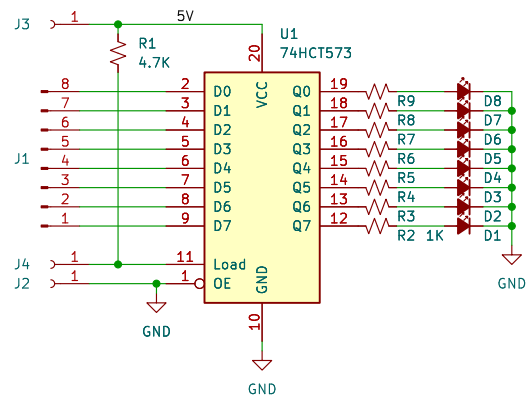 J3 1 5V U1
R1 20 74HCT573
4.7K
VCC
8 2 D0 Q0 19
7 3 D1 Q1 18 R9 D8
6 4 D2 Q2 17 R8 D7
5 5 D3 Q3 16 R7 D6
J1
4 6 D4 Q4 15 R6 D5
3 7 D5 Q5 14 R5 D4
2 8 D6 Q6 13 R4 D3
1 9 D7 Q7 12 R3 D2
R2 1K D1
J4 1 11 Load
J2 1 1 OE GND
GND
GND
10
GND